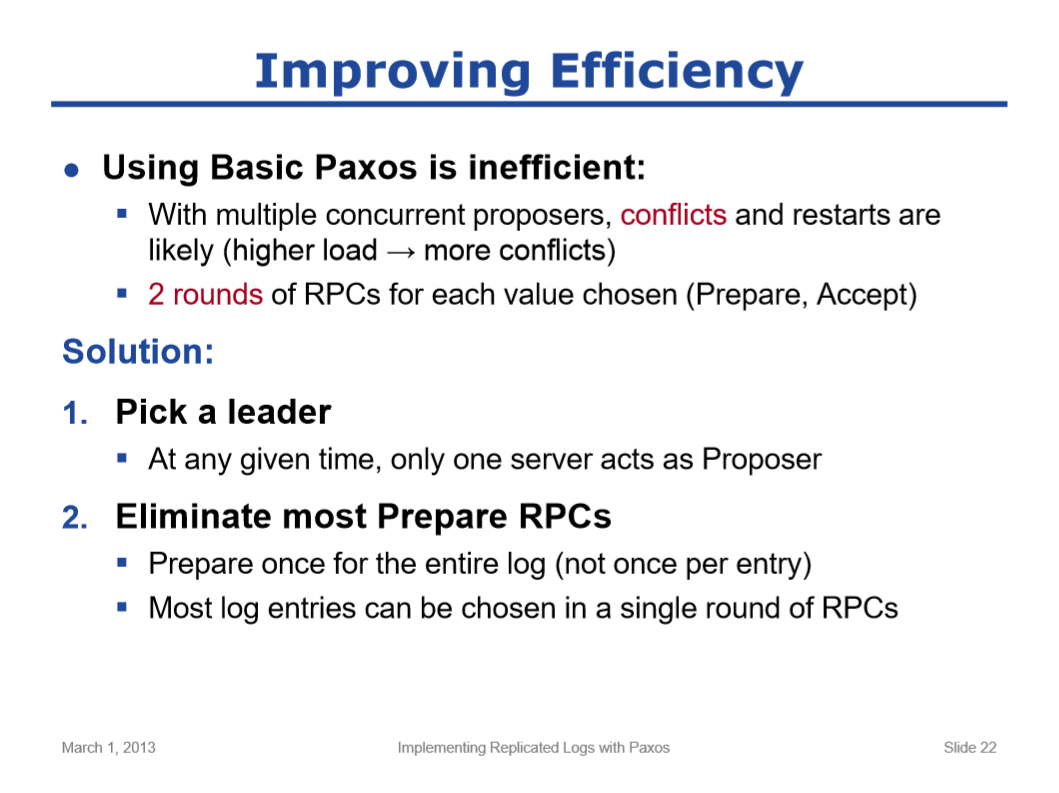 Improving Efficiency
● Using Basic Paxos is inefficient:
▪ With multiple concurrent proposers, conflicts and restarts are
likely (higher load → more conflicts)
▪ 2 rounds of RPCs for each value chosen (Prepare, Accept)
Solution:
1. Pick a leader
▪ At any given time, only one server acts as Proposer
2. Eliminate most Prepare RPCs
▪ Prepare once for the entire log (not once per entry)
▪ Most log entries can be chosen in a single round of RPCs
March 1, 2013 Implementing Replicated Logs with Paxos Slide 22